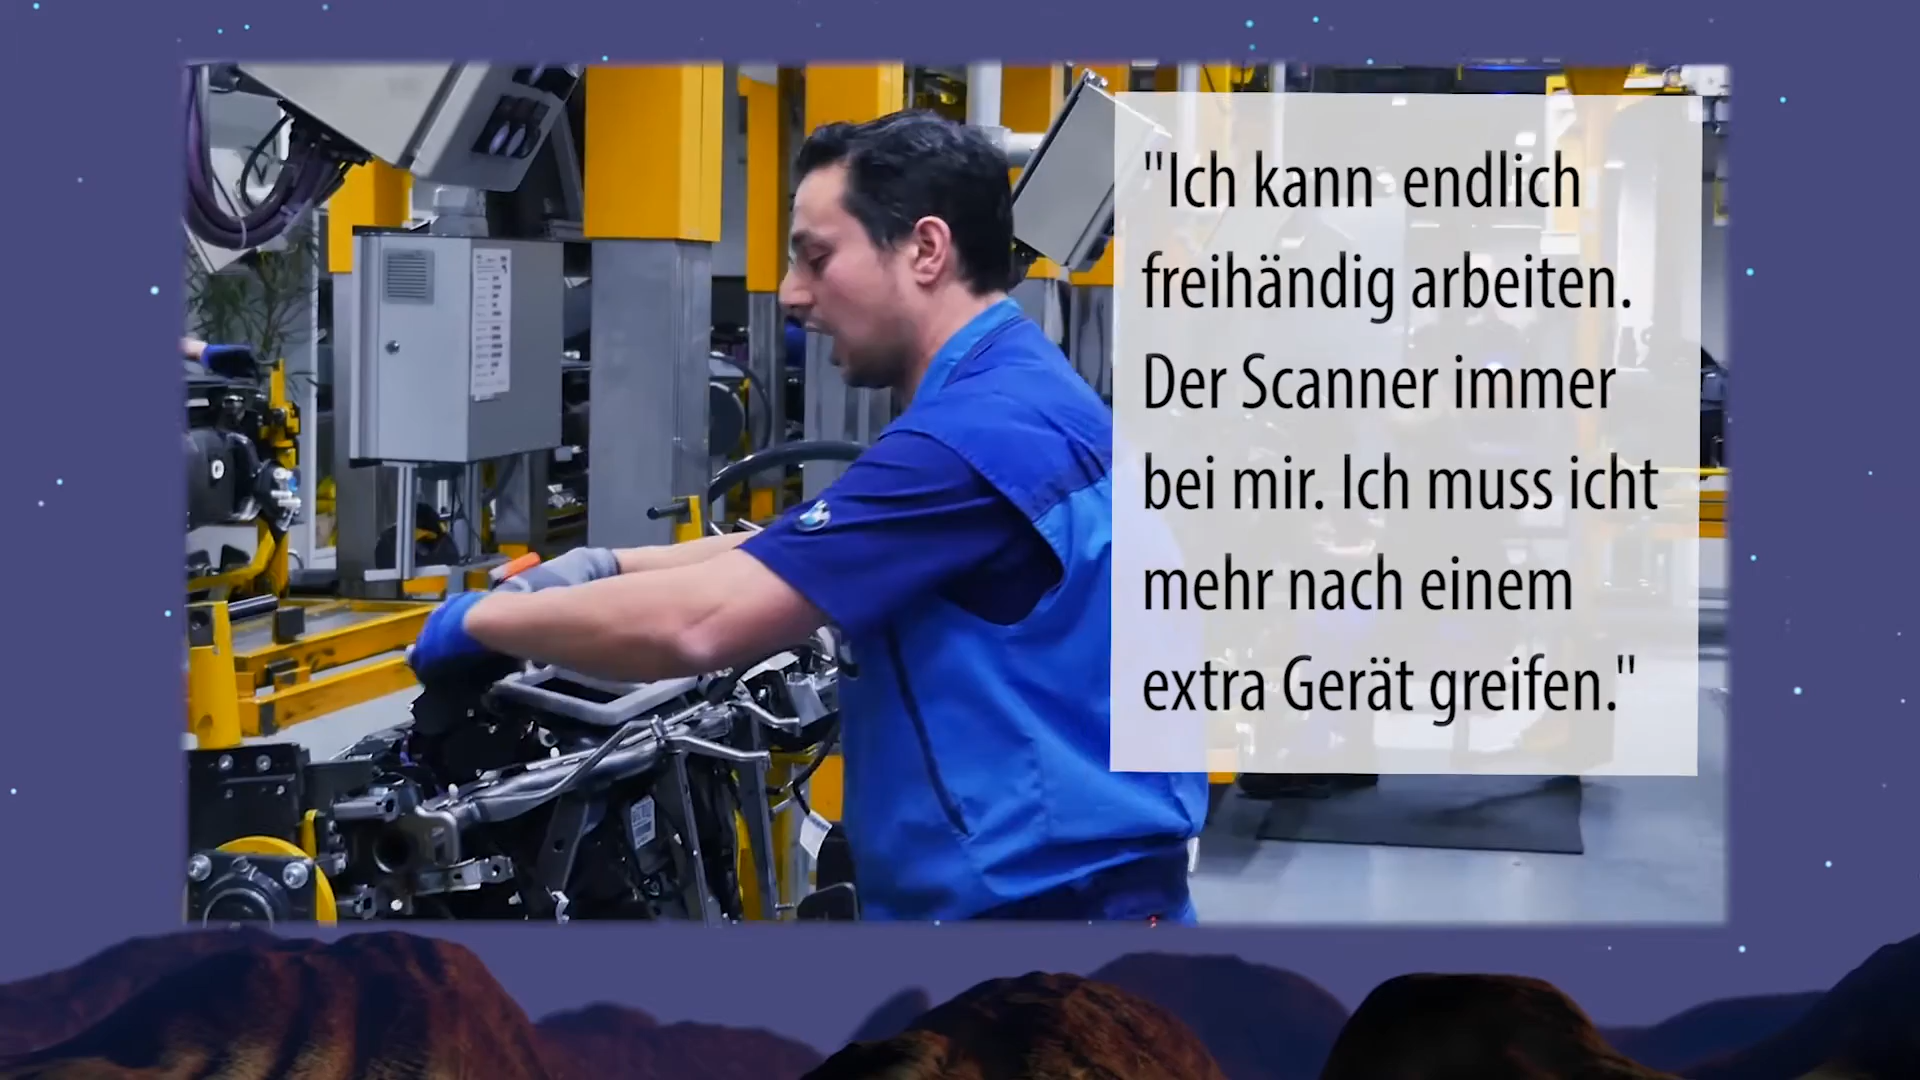 "Ich kann  endlich
freihändig arbeiten.
Der Scanner immer
bei mir. Ich muss icht
mehr nach einem
extra Gerät greifen."